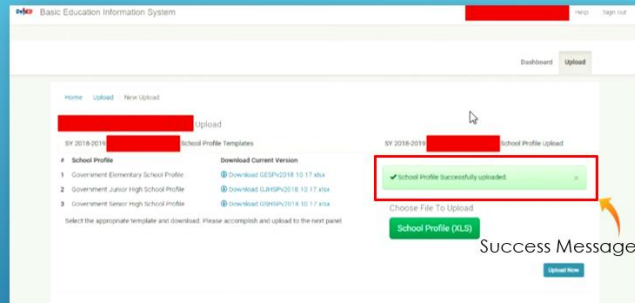 Basic Education Information System
Help Sign out
Dashboard Upload
Home Upload New Upload
Upload
SY 2018-2019 School Profile Templates
# School Profile Download Current Version
1 Government Elementary School Profile Download GESPv2018.10.17.xlsx
2 Government Junior High School Profile Download GJHSPv2018.10.17.xlsx
3 Government Senior High School Profile Download GSHSPv2018.10.17.xlsx
Select the appropriate template and download. Please accomplish and upload to the next panel.
SY 2018-2019 School Profile Upload
School Profile Successfully uploaded. ×
Choose File To Upload
School Profile (XLS)
Success Message
Upload Now